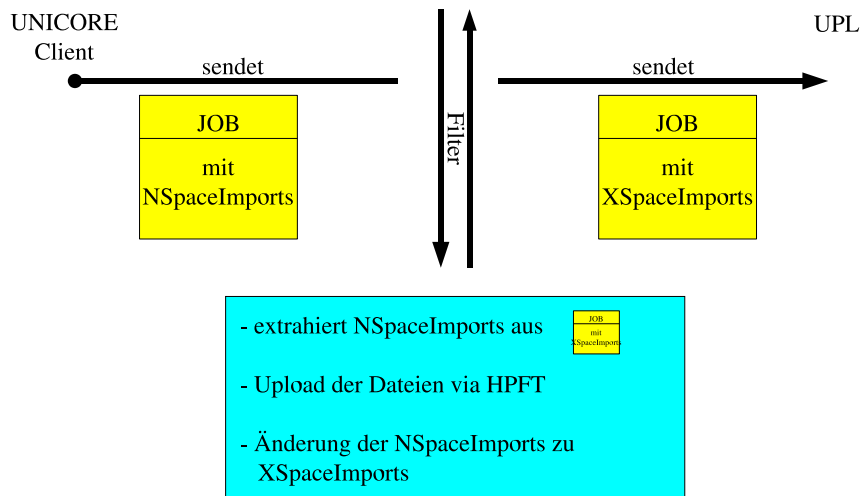 UNICORE
Client
UPL
sendet
sendet
Filter
JOB
mit
NSpaceImports
JOB
mit
XSpaceImports
- extrahiert NSpaceImports aus
JOB
mit
XSpaceImports
- Upload der Dateien via HPFT
- Änderung der NSpaceImports zu
XSpaceImports